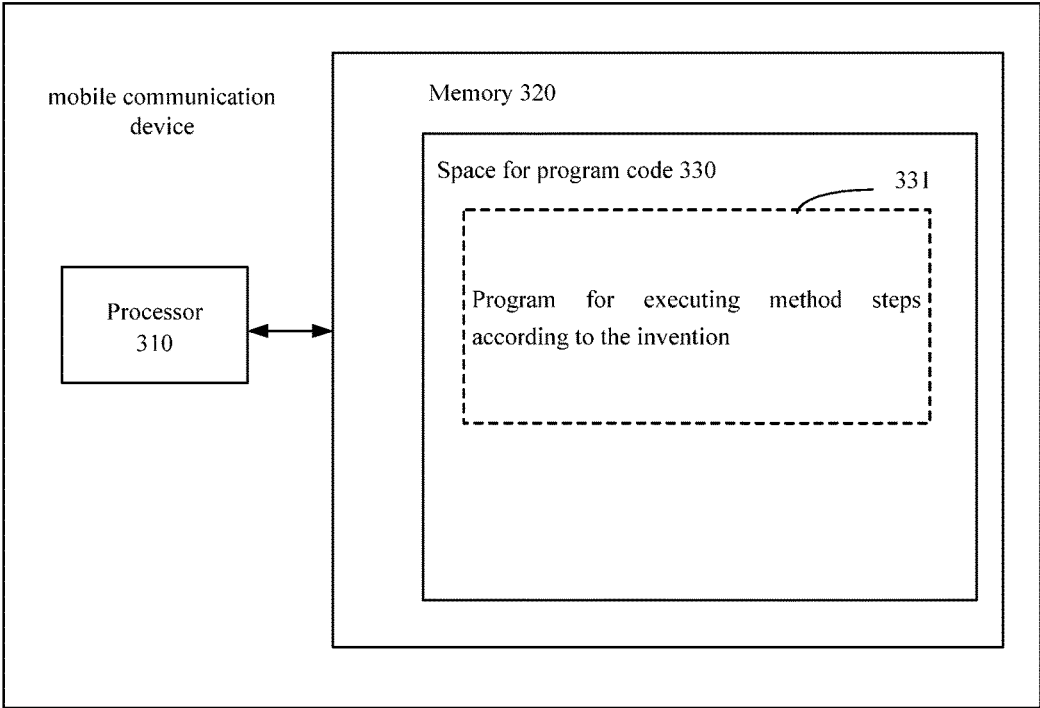 mobile communication
device
Memory 320
Space for program code 330
331
Program for executing method steps
according to the invention
Processor
310